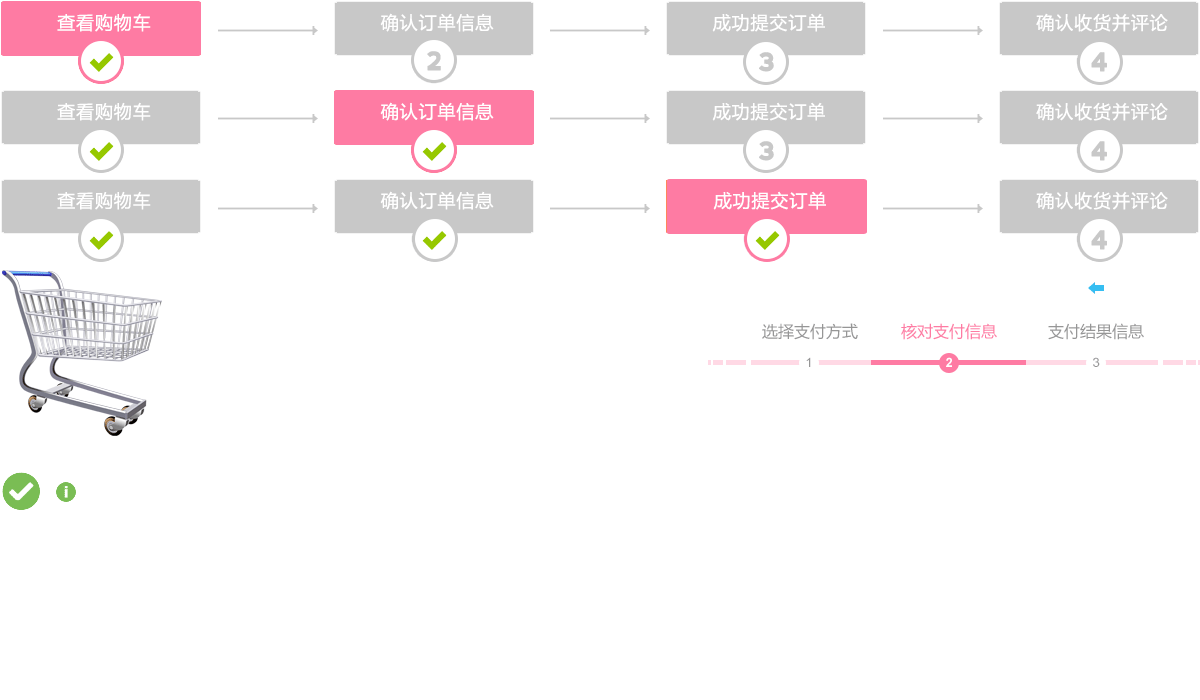 查看购物车 确认订单信息 成功提交订单 确认收货并评论
2 3 4
查看购物车 确认订单信息 成功提交订单 确认收货并评论
3 4
查看购物车 确认订单信息 成功提交订单 确认收货并评论
4
选择支付方式 核对支付信息 支付结果信息
1 2 3
i